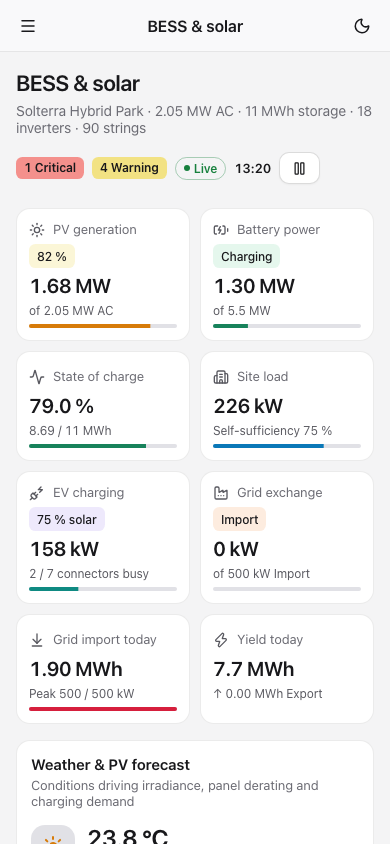 BESS & solar
BESS & solar
Solterra Hybrid Park · 2.05 MW AC · 11 MWh storage · 18
inverters · 90 strings
1 Critical 4 Warning Live 13:20
PV generation
82 %
1.68 MW
of 2.05 MW AC
Battery power
Charging
1.30 MW
of 5.5 MW
State of charge
79.0 %
8.69 / 11 MWh
Site load
226 kW
Self-sufficiency 75 %
EV charging
75 % solar
158 kW
2 / 7 connectors busy
Grid exchange
Import
0 kW
of 500 kW Import
Grid import today
1.90 MWh
Peak 500 / 500 kW
Yield today
7.7 MWh
↑ 0.00 MWh Export
Weather & PV forecast
Conditions driving irradiance, panel derating and
charging demand
23.8 °C